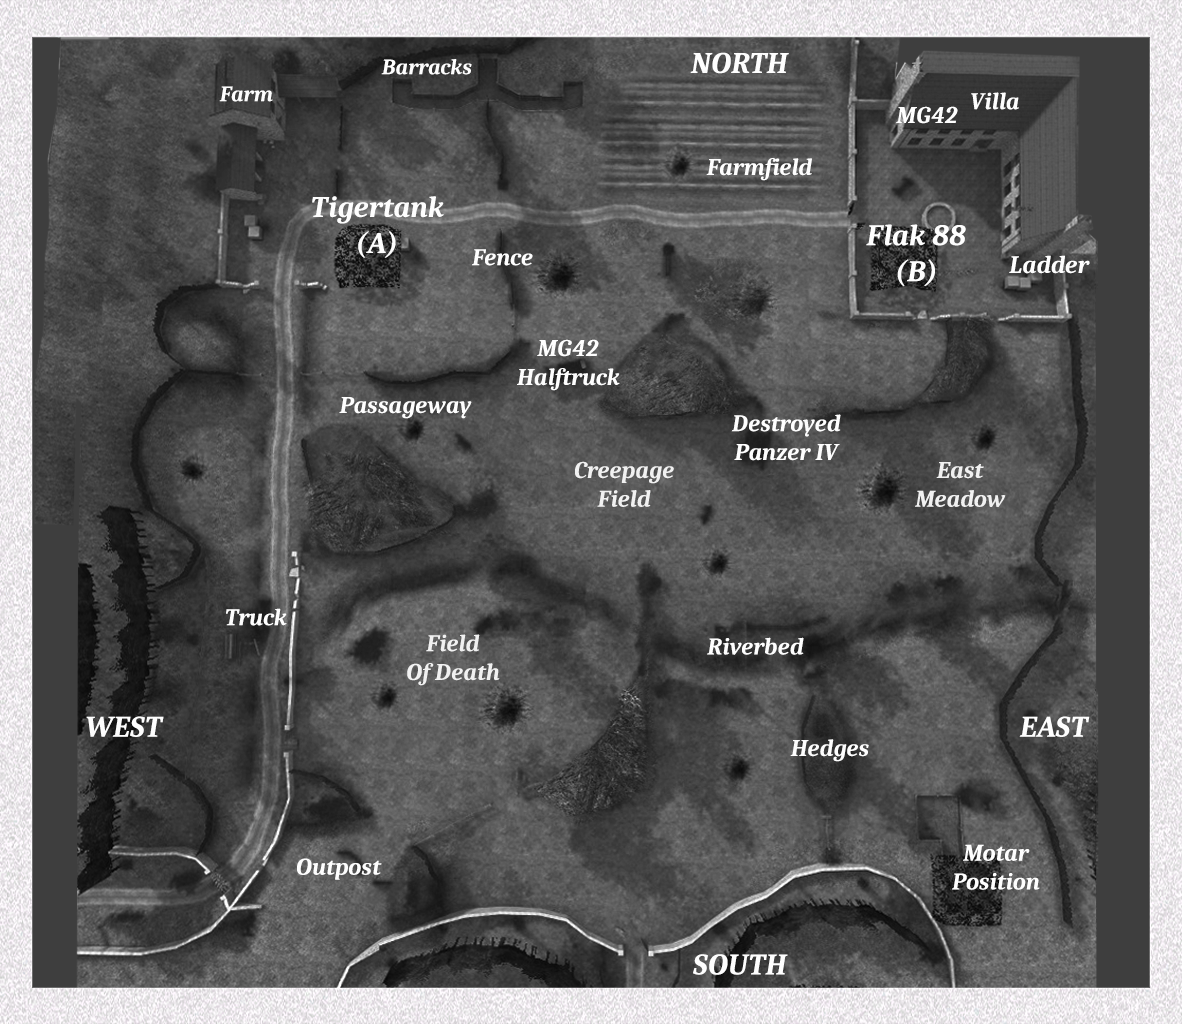 Barracks
NORTH
Farm
MG42
Villa
Farmfield
Tigertank
(A)
Flak 88
(B)
Fence
Ladder
MG42
Halftruck
Passageway
Destroyed
Panzer IV
Creepage
Field
East
Meadow
Truck
Field
Of Death
Riverbed
WEST
EAST
Hedges
Outpost
Motar
Position
SOUTH